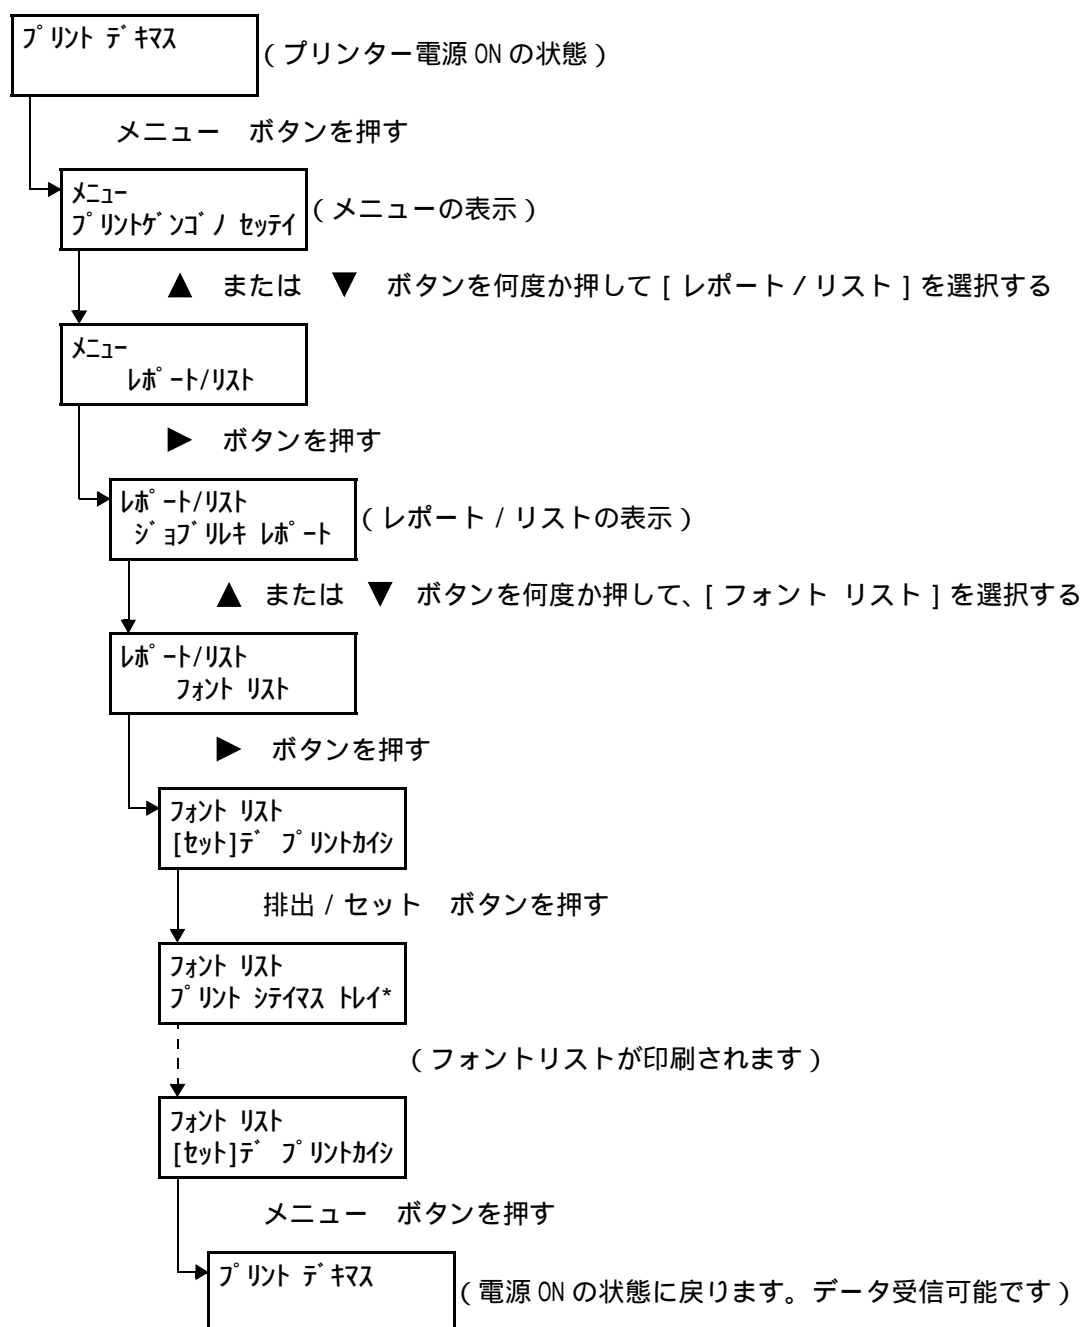 ﾌﾟﾘﾝﾄ ﾃﾞｷﾏｽ
(プリンター電源 ON の状態)
メニュー　ボタンを押す
ﾒﾆｭｰ
ﾌﾟﾘﾝﾄｹﾞﾝｺﾞﾉ ｾｯﾃｲ
(メニューの表示)
▲　または　▼　ボタンを何度か押して [ レポート / リスト ] を選択する
ﾒﾆｭｰ
ﾚﾎﾟｰﾄ/ﾘｽﾄ
▶　ボタンを押す
ﾚﾎﾟｰﾄ/ﾘｽﾄ
ｼﾞｮﾌﾞﾘﾚｷ ﾚﾎﾟｰﾄ
(レポート / リストの表示)
▲　または　▼　ボタンを何度か押して、[ フォント リスト ] を選択する
ﾚﾎﾟｰﾄ/ﾘｽﾄ
ﾌｫﾝﾄ ﾘｽﾄ
▶　ボタンを押す
ﾌｫﾝﾄ ﾘｽﾄ
[ｾｯﾄ]ﾃﾞ ﾌﾟﾘﾝﾄｶｲｼ
排出 / セット　ボタンを押す
ﾌｫﾝﾄ ﾘｽﾄ
ﾌﾟﾘﾝﾄ ｼﾃｲﾏｽ ﾄﾚｲ*
(フォントリストが印刷されます)
ﾌｫﾝﾄ ﾘｽﾄ
[ｾｯﾄ]ﾃﾞ ﾌﾟﾘﾝﾄｶｲｼ
メニュー　ボタンを押す
ﾌﾟﾘﾝﾄ ﾃﾞｷﾏｽ
(電源 ON の状態に戻ります。データ受信可能です)